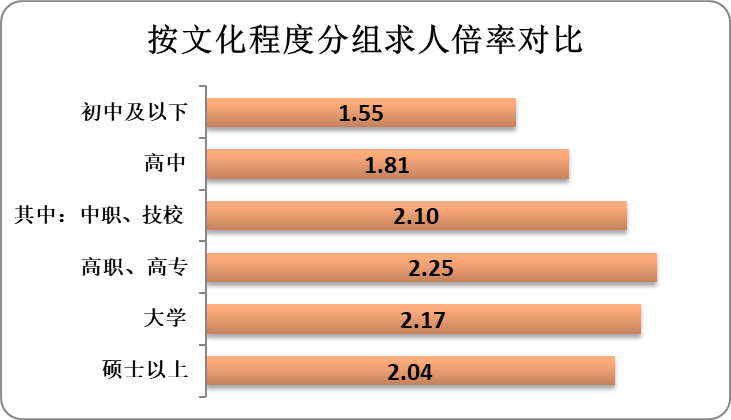 按文化程度分组求人倍率对比
初中及以下 1.55
高中 1.81
其中：中职、技校 2.10
高职、高专 2.25
大学 2.17
硕士以上 2.04